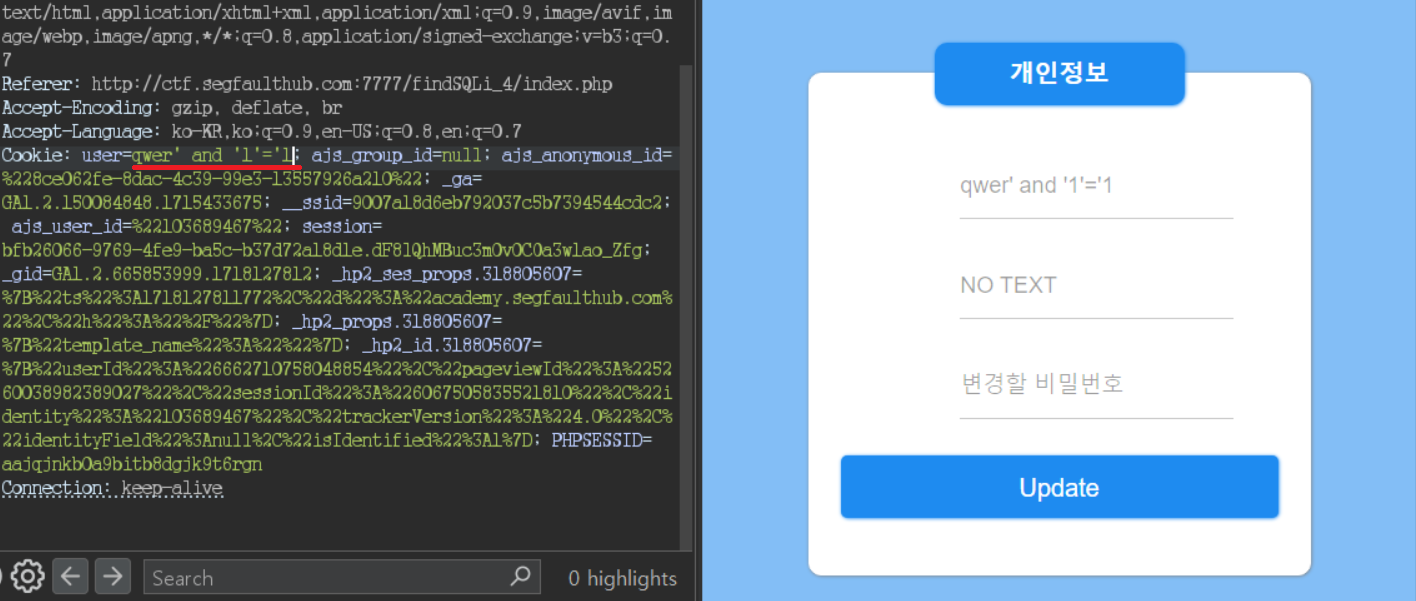 text/html,application/xhtml+xml,application/xml;q=0.9,image/avif,im
age/webp,image/apng,*/*;q=0.8,application/signed-exchange;v=b3;q=0.
7
Referer: http://ctf.segfaulthub.com:7777/findSQLi_4/index.php
Accept-Encoding: gzip, deflate, br
Accept-Language: ko-KR,ko;q=0.9,en-US;q=0.8,en;q=0.7
Cookie: user=qwer' and '1'='1; ajs_group_id=null; ajs_anonymous_id=
%228ce062fe-8dac-4c39-99e3-13557926a210%22; _ga=
GA1.2.150084848.1715433675; __ssid=9007a18d6eb792037c5b7394544cdc2;
ajs_user_id=%22103689467%22; session=
bfb26066-9769-4fe9-ba5c-b37d72a18d1e.dF81QhMBuc3mOvOC0a3wlao_Zfg;
_gid=GA1.2.665853999.1718127812; _hp2_ses_props.318805607=
%7B%22ts%22%3A1718127811772%2C%22d%22%3A%22academy.segfaulthub.com%
22%2C%22h%22%3A%22%2F%22%7D; _hp2_props.318805607=
%7B%22template_name%22%3A%22%22%7D; _hp2_id.318805607=
%7B%22userId%22%3A%226662710758048854%22%2C%22pageviewId%22%3A%2252
60038982389027%22%2C%22sessionId%22%3A%226067505835521810%22%2C%22i
dentity%22%3A%22103689467%22%2C%22trackerVersion%22%3A%224.0%22%2C%
22identityField%22%3Anull%2C%22isIdentified%22%3A1%7D; PHPSESSID=
aajqjnkb0a9bitb8dgjk9t6rgn
Connection: keep-alive
Search
0 highlights
개인정보
qwer' and '1'='1
NO TEXT
변경할 비밀번호
Update